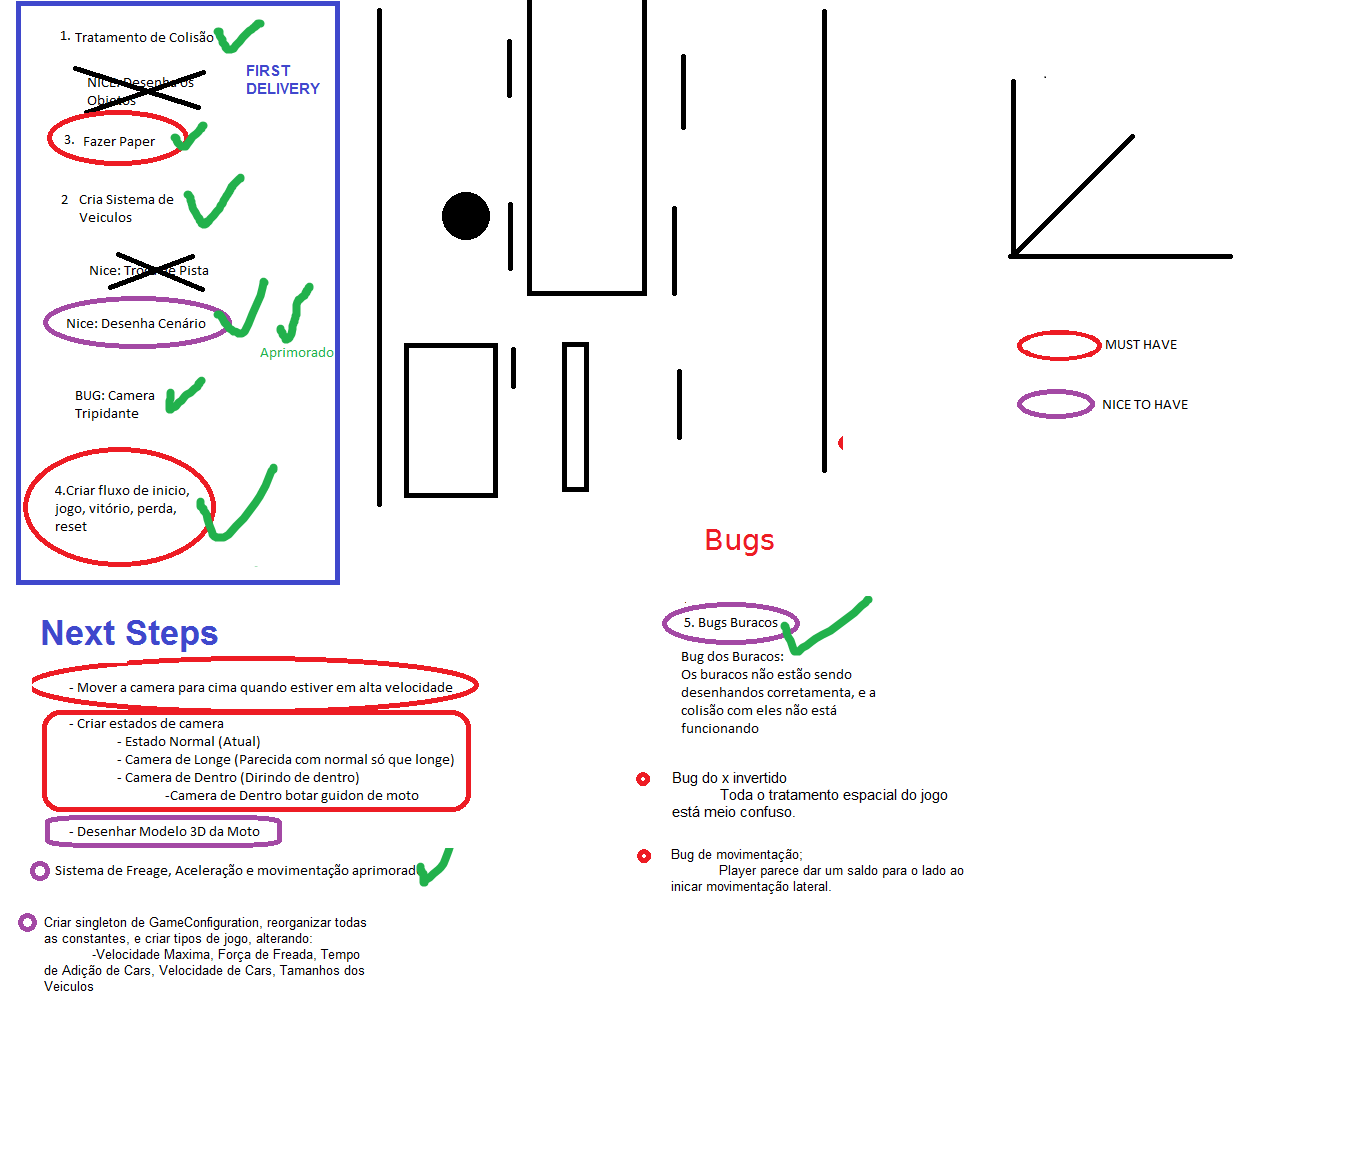 1. Tratamento de Colisão
FIRST
DELIVERY
NICE: Desenha os
Objetos
3. Fazer Paper
2 Cria Sistema de
Veiculos
Nice: Troca de Pista
Nice: Desenha Cenário
Aprimorado
BUG: Camera
Tripidante
4.Criar fluxo de inicio,
jogo, vitório, perda,
reset
MUST HAVE
NICE TO HAVE
Next Steps
- Mover a camera para cima quando estiver em alta velocidade
- Criar estados de camera
- Estado Normal (Atual)
- Camera de Longe (Parecida com normal só que longe)
- Camera de Dentro (Dirindo de dentro)
-Camera de Dentro botar guidon de moto
- Desenhar Modelo 3D da Moto
Sistema de Freage, Aceleração e movimentação aprimorado
Criar singleton de GameConfiguration, reorganizar todas
as constantes, e criar tipos de jogo, alterando:
-Velocidade Maxima, Força de Freada, Tempo
de Adição de Cars, Velocidade de Cars, Tamanhos dos
Veiculos
Bugs
5. Bugs Buracos
Bug dos Buracos:
Os buracos não estão sendo
desenhandos corretamenta, e a
colisão com eles não está
funcionando
Bug do x invertido
Toda o tratamento espacial do jogo
está meio confuso.
Bug de movimentação;
Player parece dar um saldo para o lado ao
inicar movimentação lateral.